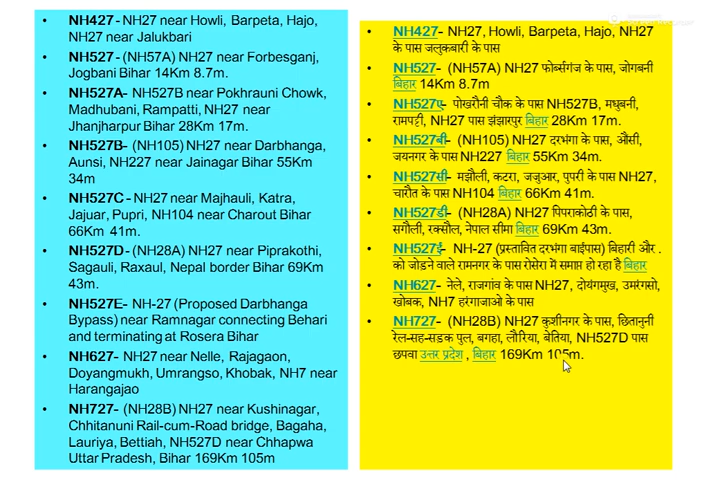 • NH427 - NH27 near Howli, Barpeta, Hajo,
NH27 near Jalukbari
• NH527 - (NH57A) NH27 near Forbesganj,
Jogbani Bihar 14Km 8.7m.
• NH527A- NH527B near Pokhrauni Chowk,
Madhubani, Rampatti, NH27 near
Jhanjharpur Bihar 28Km 17m.
• NH527B- (NH105) NH27 near Darbhanga,
Aunsi, NH227 near Jainagar Bihar 55Km
34m
• NH527C - NH27 near Majhauli, Katra,
Jajuar, Pupri, NH104 near Charout Bihar
66Km 41m.
• NH527D - (NH28A) NH27 near Piprakothi,
Sagauli, Raxaul, Nepal border Bihar 69Km
43m.
• NH527E- NH-27 (Proposed Darbhanga
Bypass) near Ramnagar connecting Behari
and terminating at Rosera Bihar
• NH627- NH27 near Nelle, Rajagaon,
Doyangmukh, Umrangso, Khobak, NH7 near
Harangajao
• NH727- (NH28B) NH27 near Kushinagar,
Chhitanuni Rail-cum-Road bridge, Bagaha,
Lauriya, Bettiah, NH527D near Chhapwa
Uttar Pradesh, Bihar 169Km 105m
• NH427- NH27, Howli, Barpeta, Hajo, NH27
के पास जलुकबारी के पास
• NH527- (NH57A) NH27 फोर्ब्सगंज के पास, जोगबनी
बिहार 14Km 8.7m
• NH527ए- पोखरौनी चौक के पास NH527B, मधुबनी,
रामपट्टी, NH27 पास झंझारपुर बिहार 28Km 17m.
• NH527बी- (NH105) NH27 दरभंगा के पास, औंसी,
जयनगर के पास NH227 बिहार 55Km 34m.
• NH527सी- मझौली, कटरा, जजुआर, पुपरी के पास NH27,
चारौत के पास NH104 बिहार 66Km 41m.
• NH527डी- (NH28A) NH27 पिपराकोठी के पास,
सगौली, रक्सौल, नेपाल सीमा बिहार 69Km 43m.
• NH527ई- NH-27 (प्रस्तावित दरभंगा बाईपास) बिहारी और .
को जोड़ने वाले रामनगर के पास रोसेरा में समाप्त हो रहा है बिहार
• NH627- नेले, राजगांव के पास NH27, दोयंगमुख, उमरंगसो,
खोबक, NH7 हरंगाजाओ के पास
• NH727- (NH28B) NH27 कुशीनगर के पास, छितानुनी
रेल-सह-सड़क पुल, बगहा, लौरिया, बेतिया, NH527D पास
छपवा उत्तर प्रदेश , बिहार 169Km 105m.